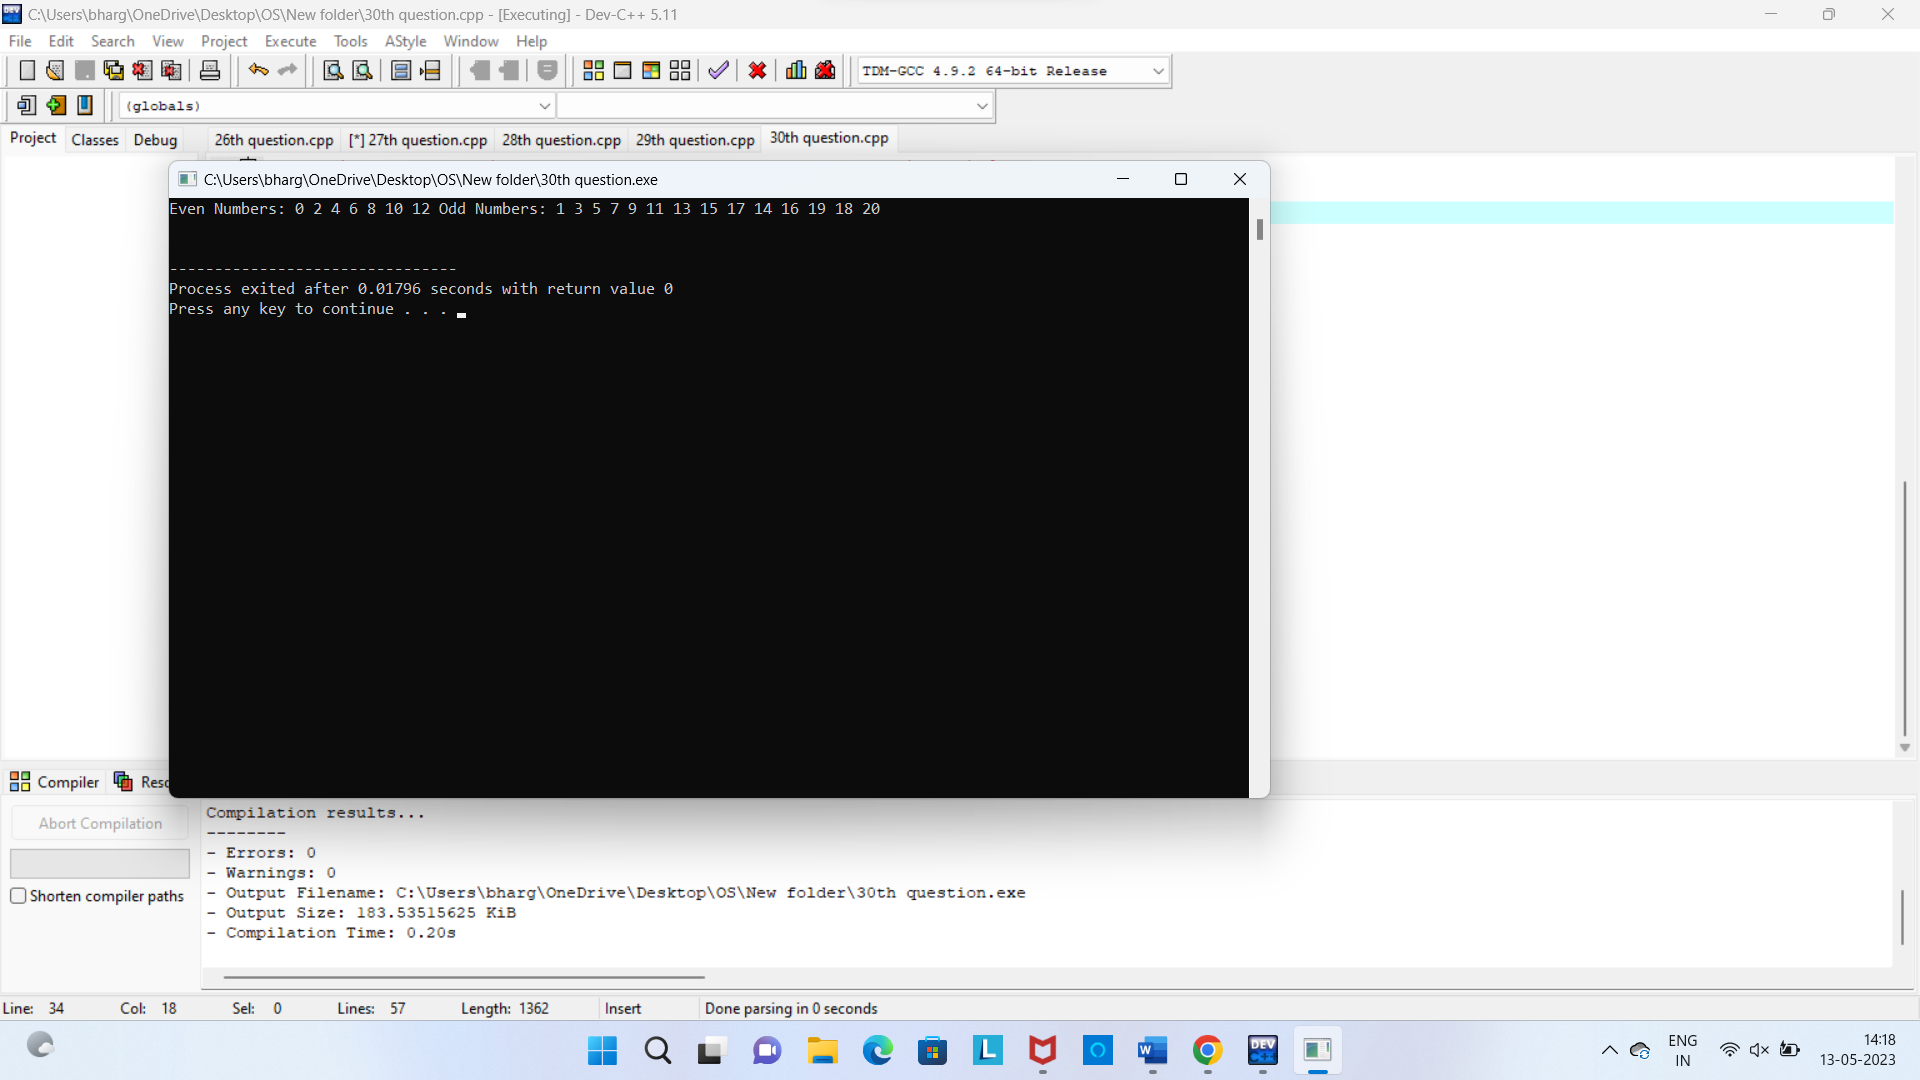 C:\Users\bharg\OneDrive\Desktop\OS\New folder\30th question.cpp - [Executing] - Dev-C++ 5.11
File Edit Search View Project Execute Tools AStyle Window Help
TDM-GCC 4.9.2 64-bit Release
(globals)
Project Classes Debug 26th question.cpp [*] 27th question.cpp 28th question.cpp 29th question.cpp 30th question.cpp
C:\Users\bharg\OneDrive\Desktop\OS\New folder\30th question.exe
Even Numbers: 0 2 4 6 8 10 12 Odd Numbers: 1 3 5 7 9 11 13 15 17 14 16 19 18 20
--------------------------------
Process exited after 0.01796 seconds with return value 0
Press any key to continue . . .
Compiler
Abort Compilation
Shorten compiler paths
Compilation results...
--------
- Errors: 0
- Warnings: 0
- Output Filename: C:\Users\bharg\OneDrive\Desktop\OS\New folder\30th question.exe
- Output Size: 183.53515625 KiB
- Compilation Time: 0.20s
Line: 34 Col: 18 Sel: 0 Lines: 57 Length: 1362 Insert Done parsing in 0 seconds
DEV C++
ENG
IN
14:18
13-05-2023